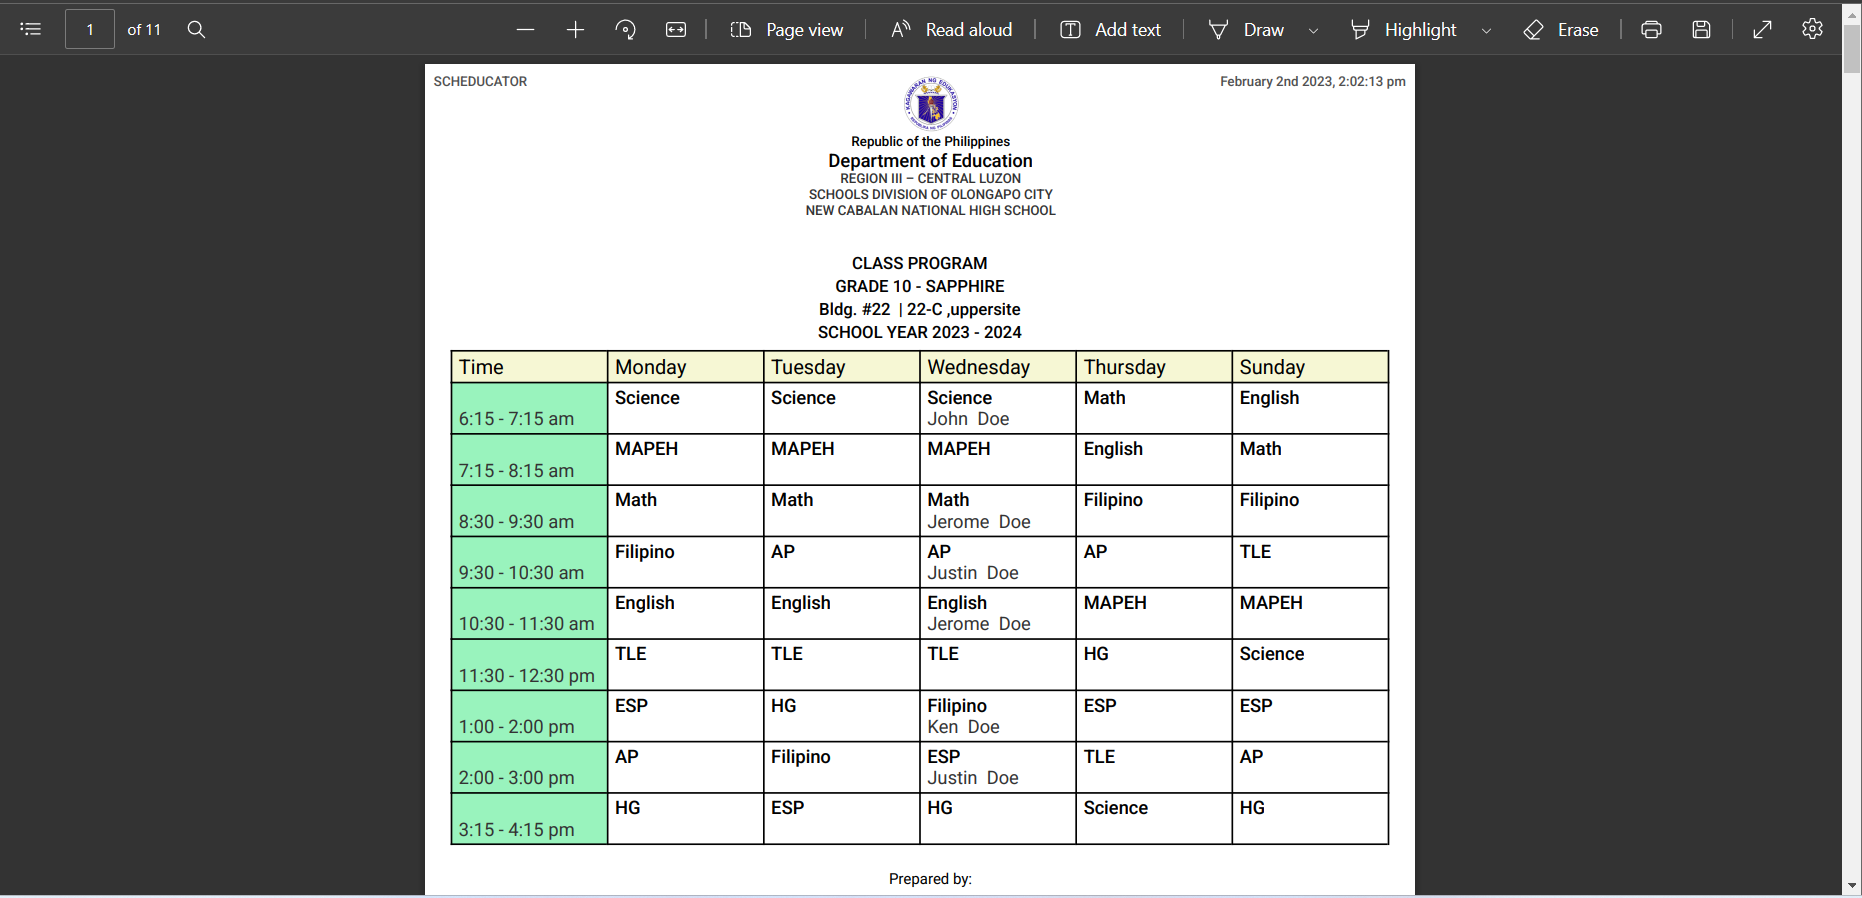 1 of 11 Page view Read aloud Add text Draw Highlight Erase
SCHEDUCATOR February 2nd 2023, 2:02:13 pm
KAGAWARAN NG EDUKASYON
REPUBLIKA NG PILIPINAS
Republic of the Philippines
Department of Education
REGION III – CENTRAL LUZON
SCHOOLS DIVISION OF OLONGAPO CITY
NEW CABALAN NATIONAL HIGH SCHOOL
CLASS PROGRAM
GRADE 10 - SAPPHIRE
Bldg. #22 | 22-C ,uppersite
SCHOOL YEAR 2023 - 2024
Time Monday Tuesday Wednesday Thursday Sunday
Science Science Science Math English
6:15 - 7:15 am John Doe
MAPEH MAPEH MAPEH English Math
7:15 - 8:15 am
Math Math Math Filipino Filipino
8:30 - 9:30 am Jerome Doe
Filipino AP AP AP TLE
9:30 - 10:30 am Justin Doe
English English English MAPEH MAPEH
10:30 - 11:30 am Jerome Doe
TLE TLE TLE HG Science
11:30 - 12:30 pm
ESP HG Filipino ESP ESP
1:00 - 2:00 pm Ken Doe
AP Filipino ESP TLE AP
2:00 - 3:00 pm Justin Doe
HG ESP HG Science HG
3:15 - 4:15 pm
Prepared by: